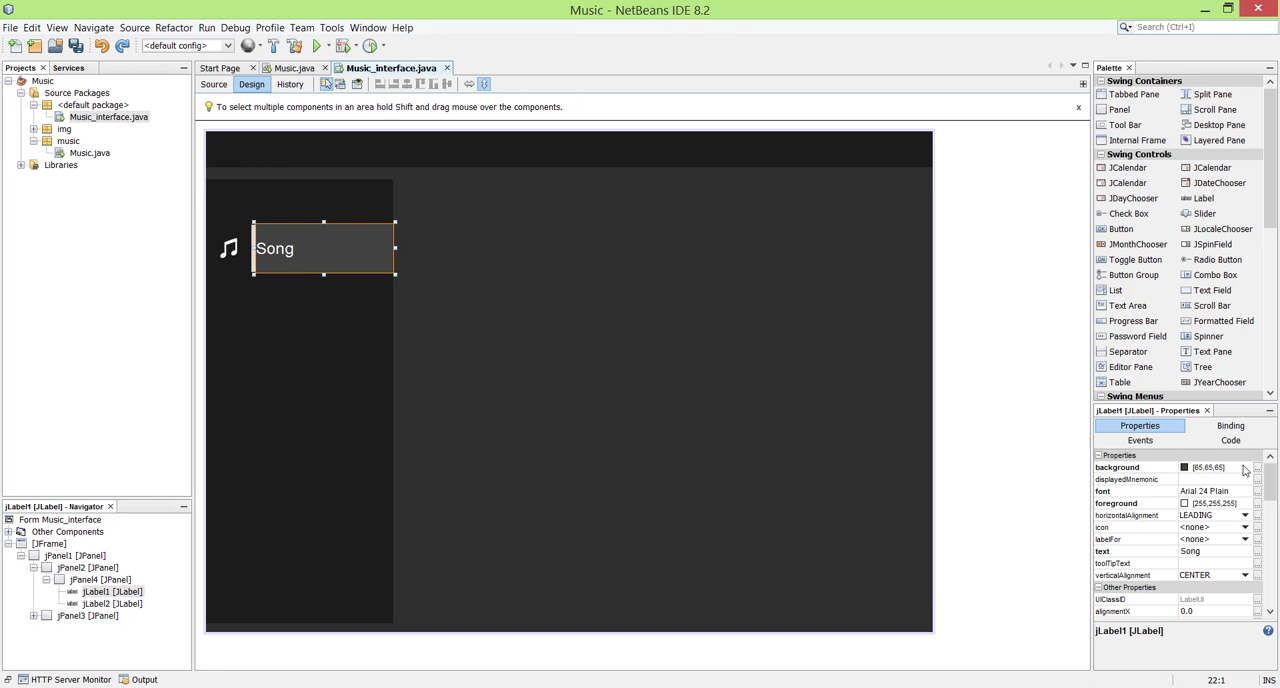 Music - NetBeans IDE 8.2
File Edit View Navigate Source Refactor Run Debug Profile Team Tools Window Help
Search (Ctrl+I)
<default config>
Projects Services
Start Page Music.java Music_interface.java
Palette
Source Design History
To select multiple components in an area hold Shift and drag mouse over the components. x
Music
Source Packages
<default package>
Music_interface.java
img
music
Music.java
Libraries
Song
Swing Containers
Tabbed Pane Split Pane
Panel Scroll Pane
Tool Bar Desktop Pane
Internal Frame Layered Pane
Swing Controls
JCalendar JCalendar
JCalendar JDateChooser
JDayChooser Label
Check Box Slider
Button JLocaleChooser
JMonthChooser JSpinField
Toggle Button Radio Button
Button Group Combo Box
List Text Field
Text Area Scroll Bar
Progress Bar Formatted Field
Password Field Spinner
Separator Text Pane
Editor Pane Tree
Table JYearChooser
Swing Menus
jLabel1 [JLabel] - Properties
Properties Binding
Events Code
Properties
background [65,65,65]
displayedMnemonic
font Arial 24 Plain
foreground [255,255,255]
horizontalAlignment LEADING
icon <none>
labelFor <none>
text Song
toolTipText
verticalAlignment CENTER
Other Properties
UIClassID LabelUI
alignmentX 0.0
jLabel1 [JLabel]
jLabel1 [JLabel] - Navigator
Form Music_interface
Other Components
[JFrame]
jPanel1 [JPanel]
jPanel2 [JPanel]
jPanel4 [JPanel]
jLabel1 [JLabel]
jLabel2 [JLabel]
jPanel3 [JPanel]
HTTP Server Monitor Output
22:1 INS